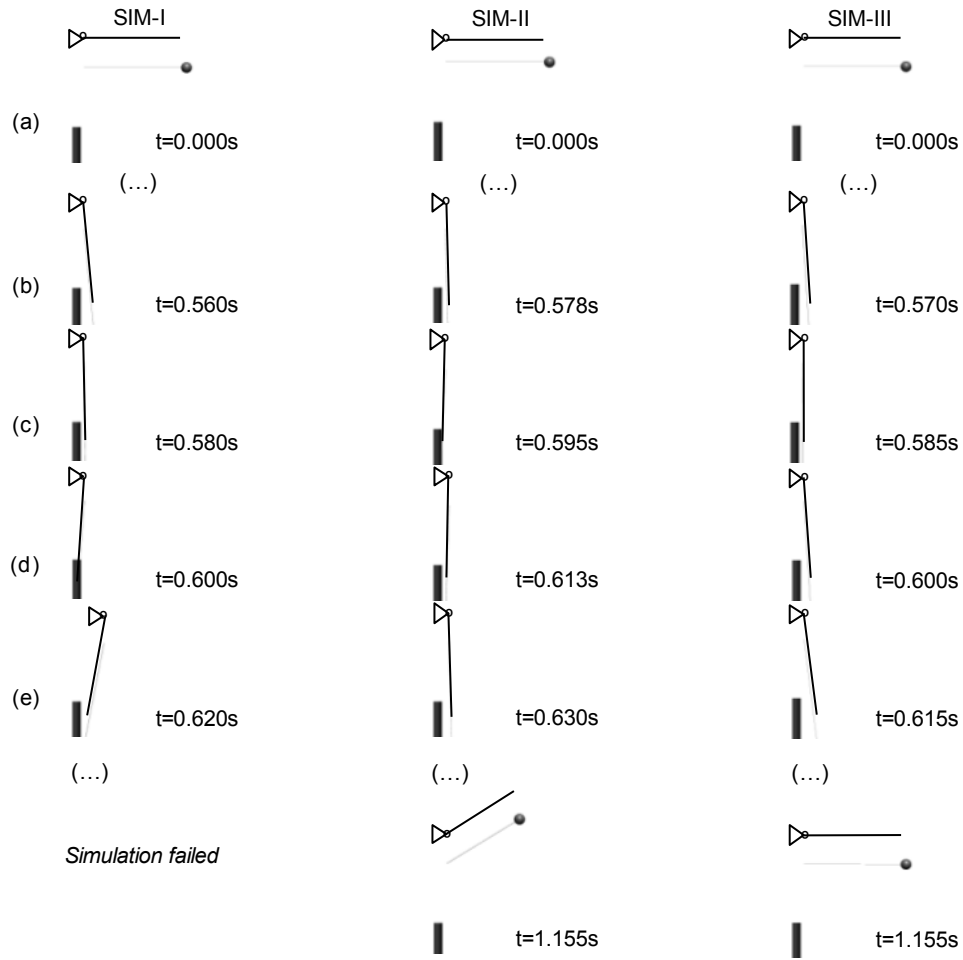 SIM-I SIM-II SIM-III
(a) t=0.000s t=0.000s t=0.000s
(...) (...) (...)
(b) t=0.560s t=0.578s t=0.570s
(c) t=0.580s t=0.595s t=0.585s
(d) t=0.600s t=0.613s t=0.600s
(e) t=0.620s t=0.630s t=0.615s
(...) (...) (...)
Simulation failed
t=1.155s t=1.155s